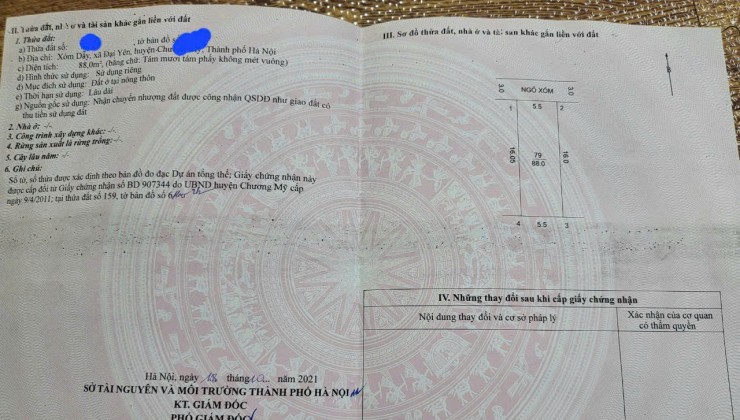 II. Thửa đất, nhà ở và tài sản khác gắn liền với đất
1. Thửa đất:
a) Thửa đất số: , tờ bản đồ s
b) Địa chỉ: Xóm Dây, xã Đại Yên, huyện Chư , Thành phố Hà Nội
c) Diện tích: 88,0m², (bằng chữ: Tám mươi tám phẩy không mét vuông)
d) Hình thức sử dụng: Sử dụng riêng
đ) Mục đích sử dụng: Đất ở tại nông thôn
e) Thời hạn sử dụng: Lâu dài
g) Nguồn gốc sử dụng: Nhận chuyển nhượng đất được công nhận QSDĐ như giao đất có
thu tiền sử dụng đất
2. Nhà ở: -/-
3. Công trình xây dựng khác: -/-
4. Rừng sản xuất là rừng trồng: -/-
5. Cây lâu năm: -/-
6. Ghi chú:
Số tờ, số thửa được xác định theo bản đồ đo đạc Dự án tổng thể; Giấy chứng nhận này
được cấp đổi từ Giấy chứng nhận số BD 907344 do UBND huyện Chương Mỹ cấp
ngày 9/4/2011; tại thửa đất số 159, tờ bản đồ số 6
Hà Nội, ngày 28 tháng 10 năm 2021
SỞ TÀI NGUYÊN VÀ MÔI TRƯỜNG THÀNH PHỐ HÀ NỘI
KT. GIÁM ĐỐC
PHÓ GIÁM ĐỐC
III. Sơ đồ thửa đất, nhà ở và tài sản khác gắn liền với đất
3.0 NGÕ XÓM 3.0
1 5.5 2
16.05 79 16.0
88.0
4 5.5 3
IV. Những thay đổi sau khi cấp giấy chứng nhận
Nội dung thay đổi và cơ sở pháp lý
Xác nhận của cơ quan
có thẩm quyền